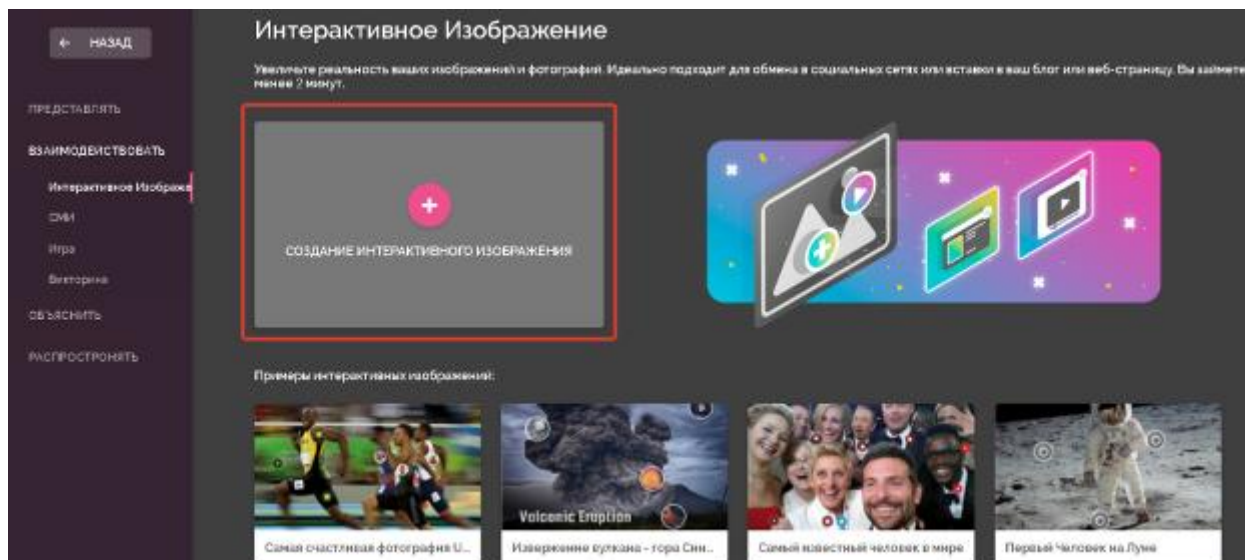 ← НАЗАД
Интерактивное Изображение
Увеличьте реальность ваших изображений и фотографий. Идеально подходит для обмена в социальных сетях или вставки в ваш блог или веб-страницу. Вы займете
менее 2 минут.
ПРЕДСТАВЛЯТЬ
ВЗАИМОДЕЙСТВОВАТЬ
Интерактивное Изображе
СМИ
Игра
Викторина
ОБЪЯСНИТЬ
РАСПРОСТРОНЯТЬ
СОЗДАНИЕ ИНТЕРАКТИВНОГО ИЗОБРАЖЕНИЯ
Примеры интерактивных изображений:
Volcanic Eruption
Самая счастливая фотография U...
Извержение вулкана - гора Син...
Самый известный человек в мире
Первый Человек на Луне